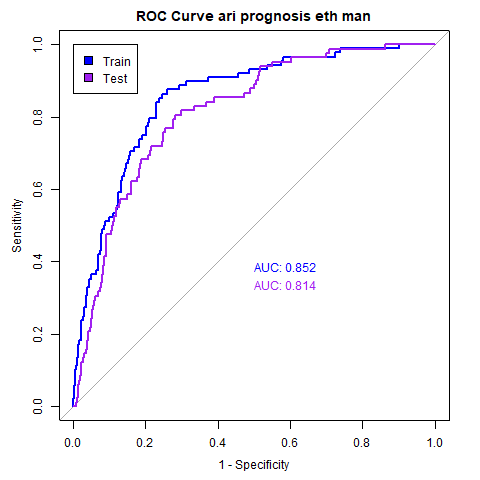 ROC Curve ari prognosis eth man
Train
Test
AUC: 0.852
AUC: 0.814
Sensitivity
0.0
0.2
0.4
0.6
0.8
1.0
0.0 0.2 0.4 0.6 0.8 1.0
1 - Specificity